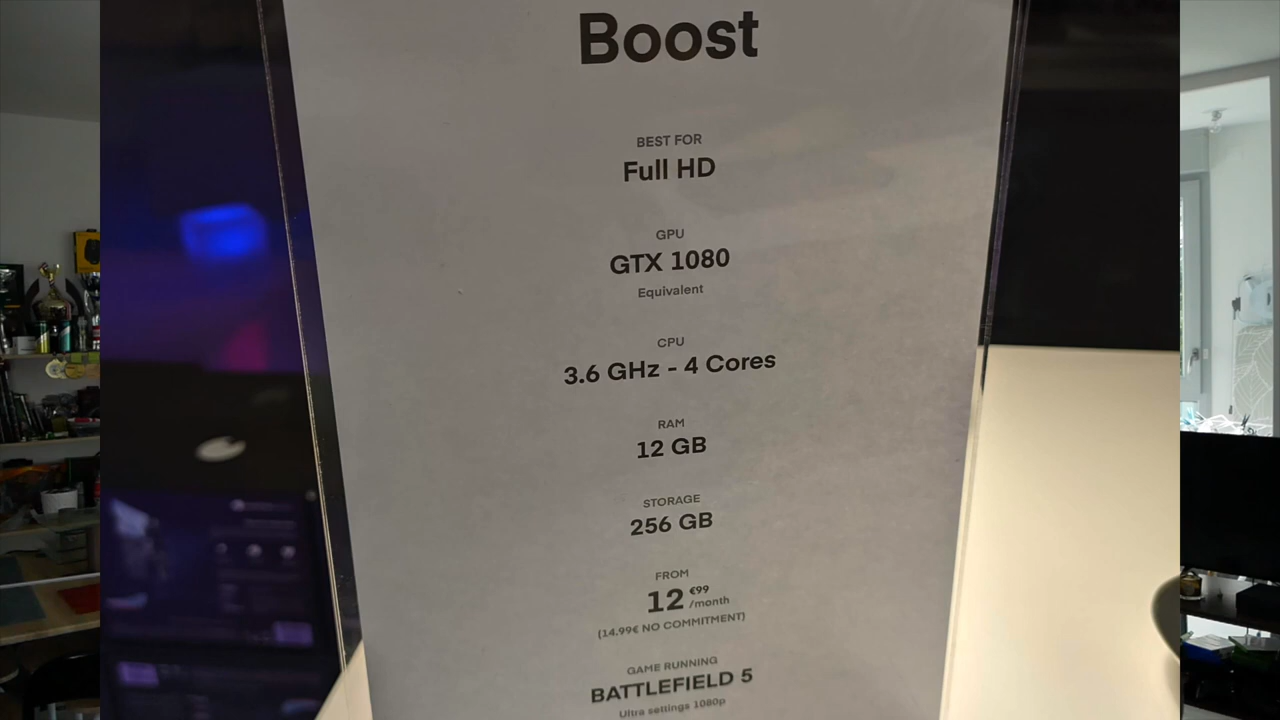 Boost
BEST FOR
Full HD
GPU
GTX 1080
Equivalent
CPU
3.6 GHz - 4 Cores
RAM
12 GB
STORAGE
256 GB
FROM
12 €99 /month
(14.99€ NO COMMITMENT)
GAME RUNNING
BATTLEFIELD 5
Ultra settings 1080p